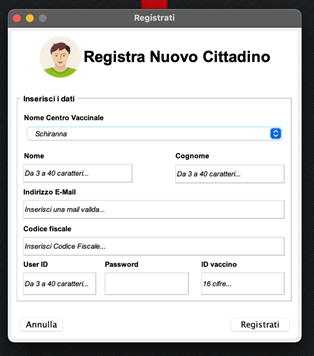 Registrati
Registra Nuovo Cittadino
Inserisci i dati
Nome Centro Vaccinale
Schiranna
Nome Cognome
Da 3 a 40 caratteri... Da 3 a 40 caratteri...
Indirizzo E-Mail
Inserisci una mail valida...
Codice fiscale
Inserisci Codice Fiscale...
User ID Password ID vaccino
Da 3 a 40 caratteri... 16 cifre...
Annulla Registrati